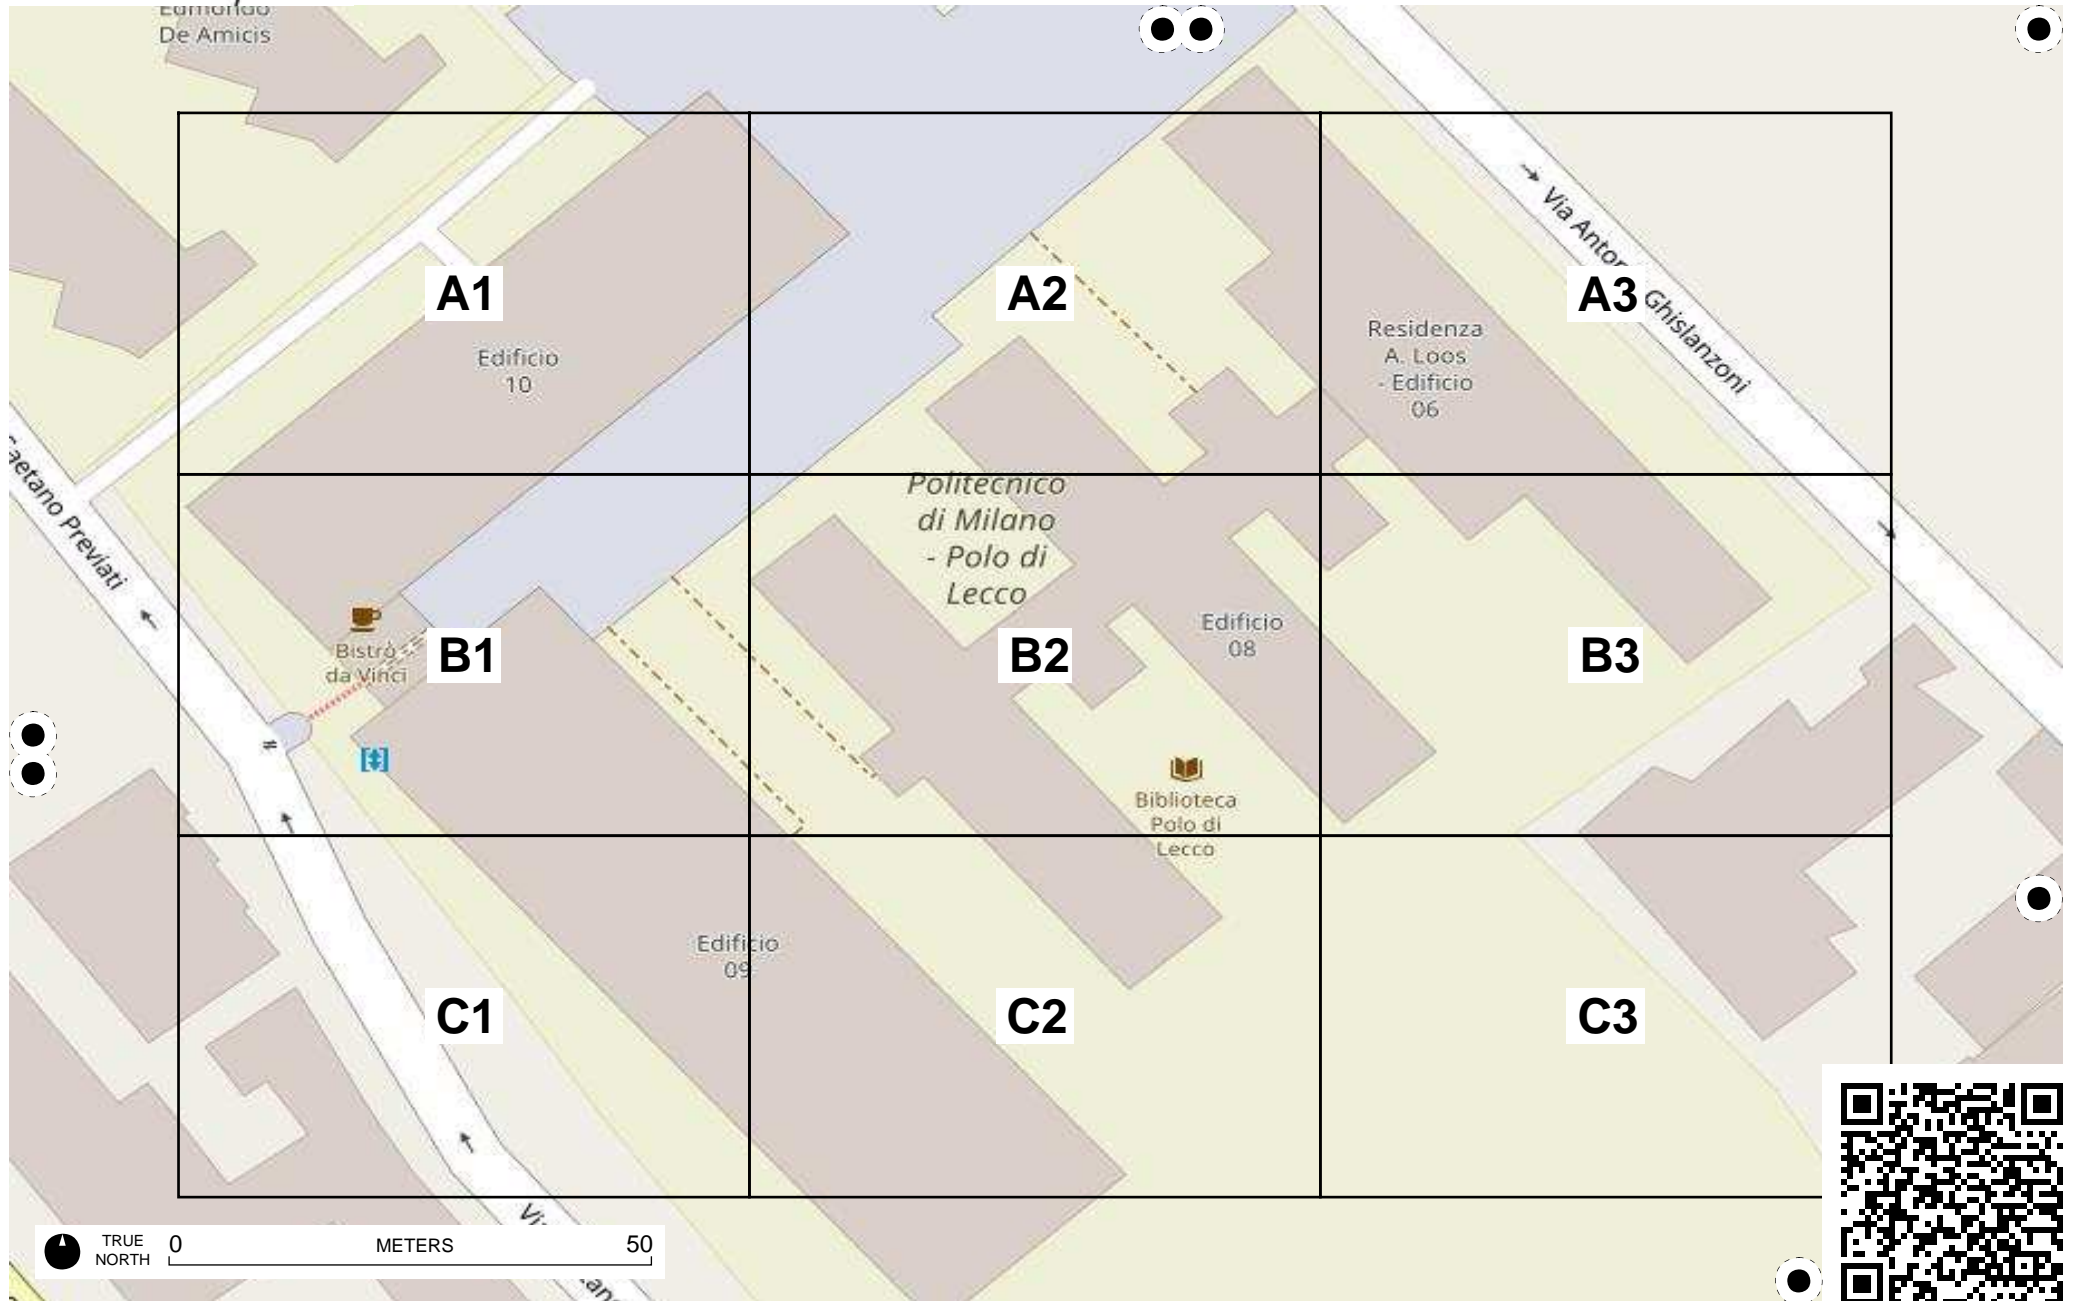 Edmondo
De Amicis
Via Anton
Ghislanzoni
A1
A2
A3
Edificio
10
Residenza
A. Loos
- Edificio
06
Gaetano Previati
Politecnico
di Milano
- Polo di
Lecco
Bistrò
da Vinci
B1
B2
B3
Edificio
08
Biblioteca
Polo di
Lecco
Edificio
09
C1
C2
C3
TRUE
NORTH
0
METERS
50